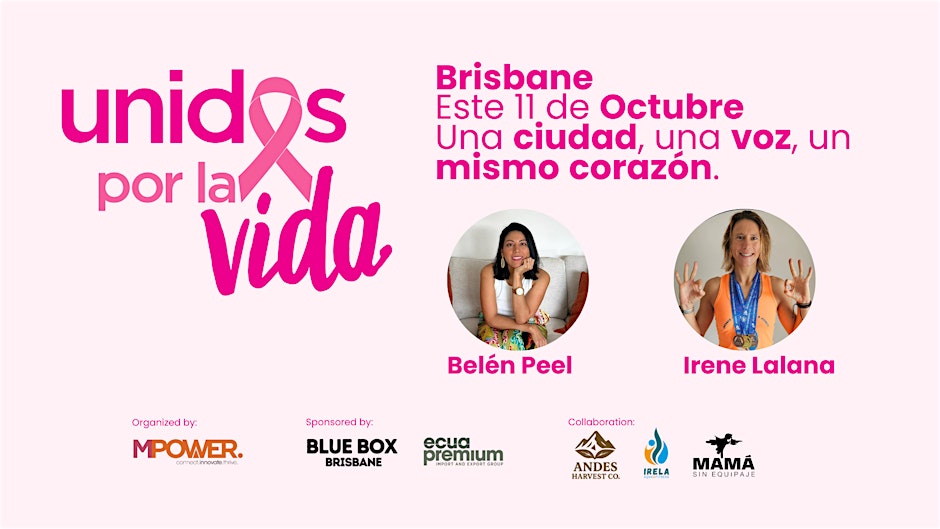 unidos
por la
vida
Brisbane
Este 11 de Octubre
Una ciudad, una voz, un
mismo corazón.
Belén Peel
Irene Lalana
Organized by:
MPOWER.
connect. innovate. thrive.
Sponsored by:
BLUE BOX
BRISBANE
ecua
premium
IMPORT AND EXPORT GROUP
Collaboration:
ANDES
HARVEST CO.
IRELA
MAMÁ
SIN EQUIPAJE